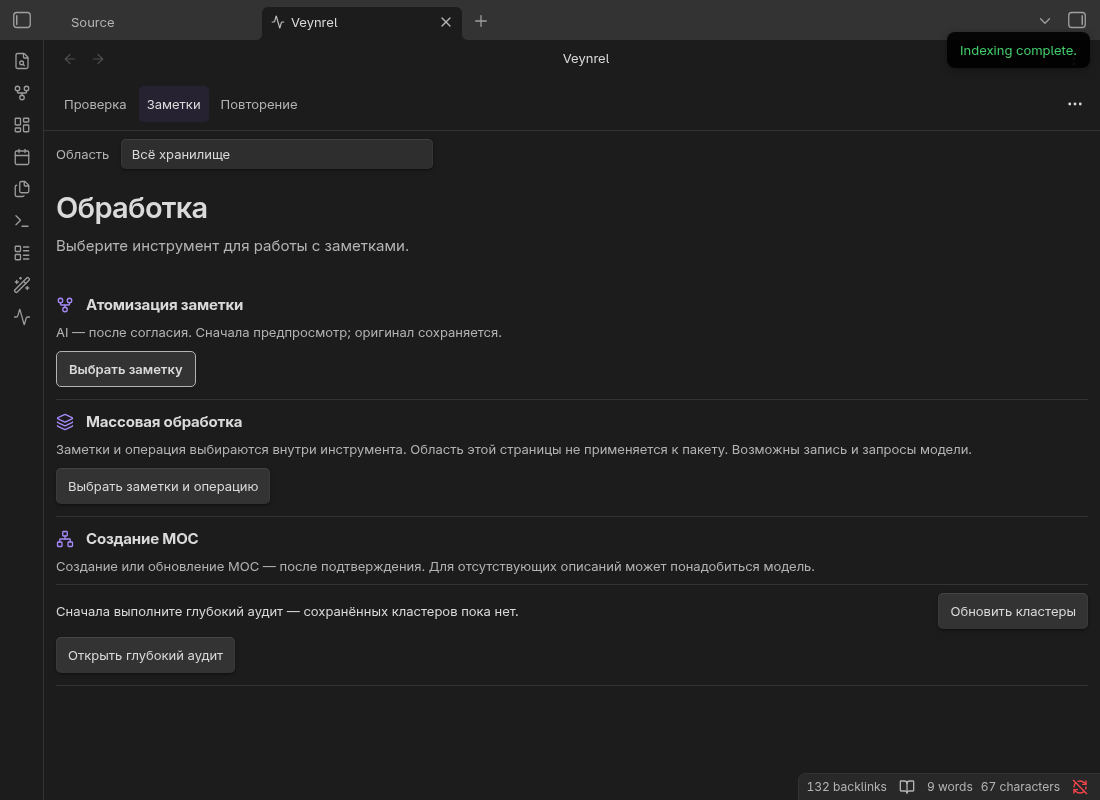 Source
Veynrel
Veynrel
Indexing complete.
Проверка
Заметки
Повторение
Область
Всё хранилище
Обработка
Выберите инструмент для работы с заметками.
Атомизация заметки
AI — после согласия. Сначала предпросмотр; оригинал сохраняется.
Выбрать заметку
Массовая обработка
Заметки и операция выбираются внутри инструмента. Область этой страницы не применяется к пакету. Возможны запись и запросы модели.
Выбрать заметки и операцию
Создание MOC
Создание или обновление MOC — после подтверждения. Для отсутствующих описаний может понадобиться модель.
Сначала выполните глубокий аудит — сохранённых кластеров пока нет.
Обновить кластеры
Открыть глубокий аудит
132 backlinks
9 words
67 characters